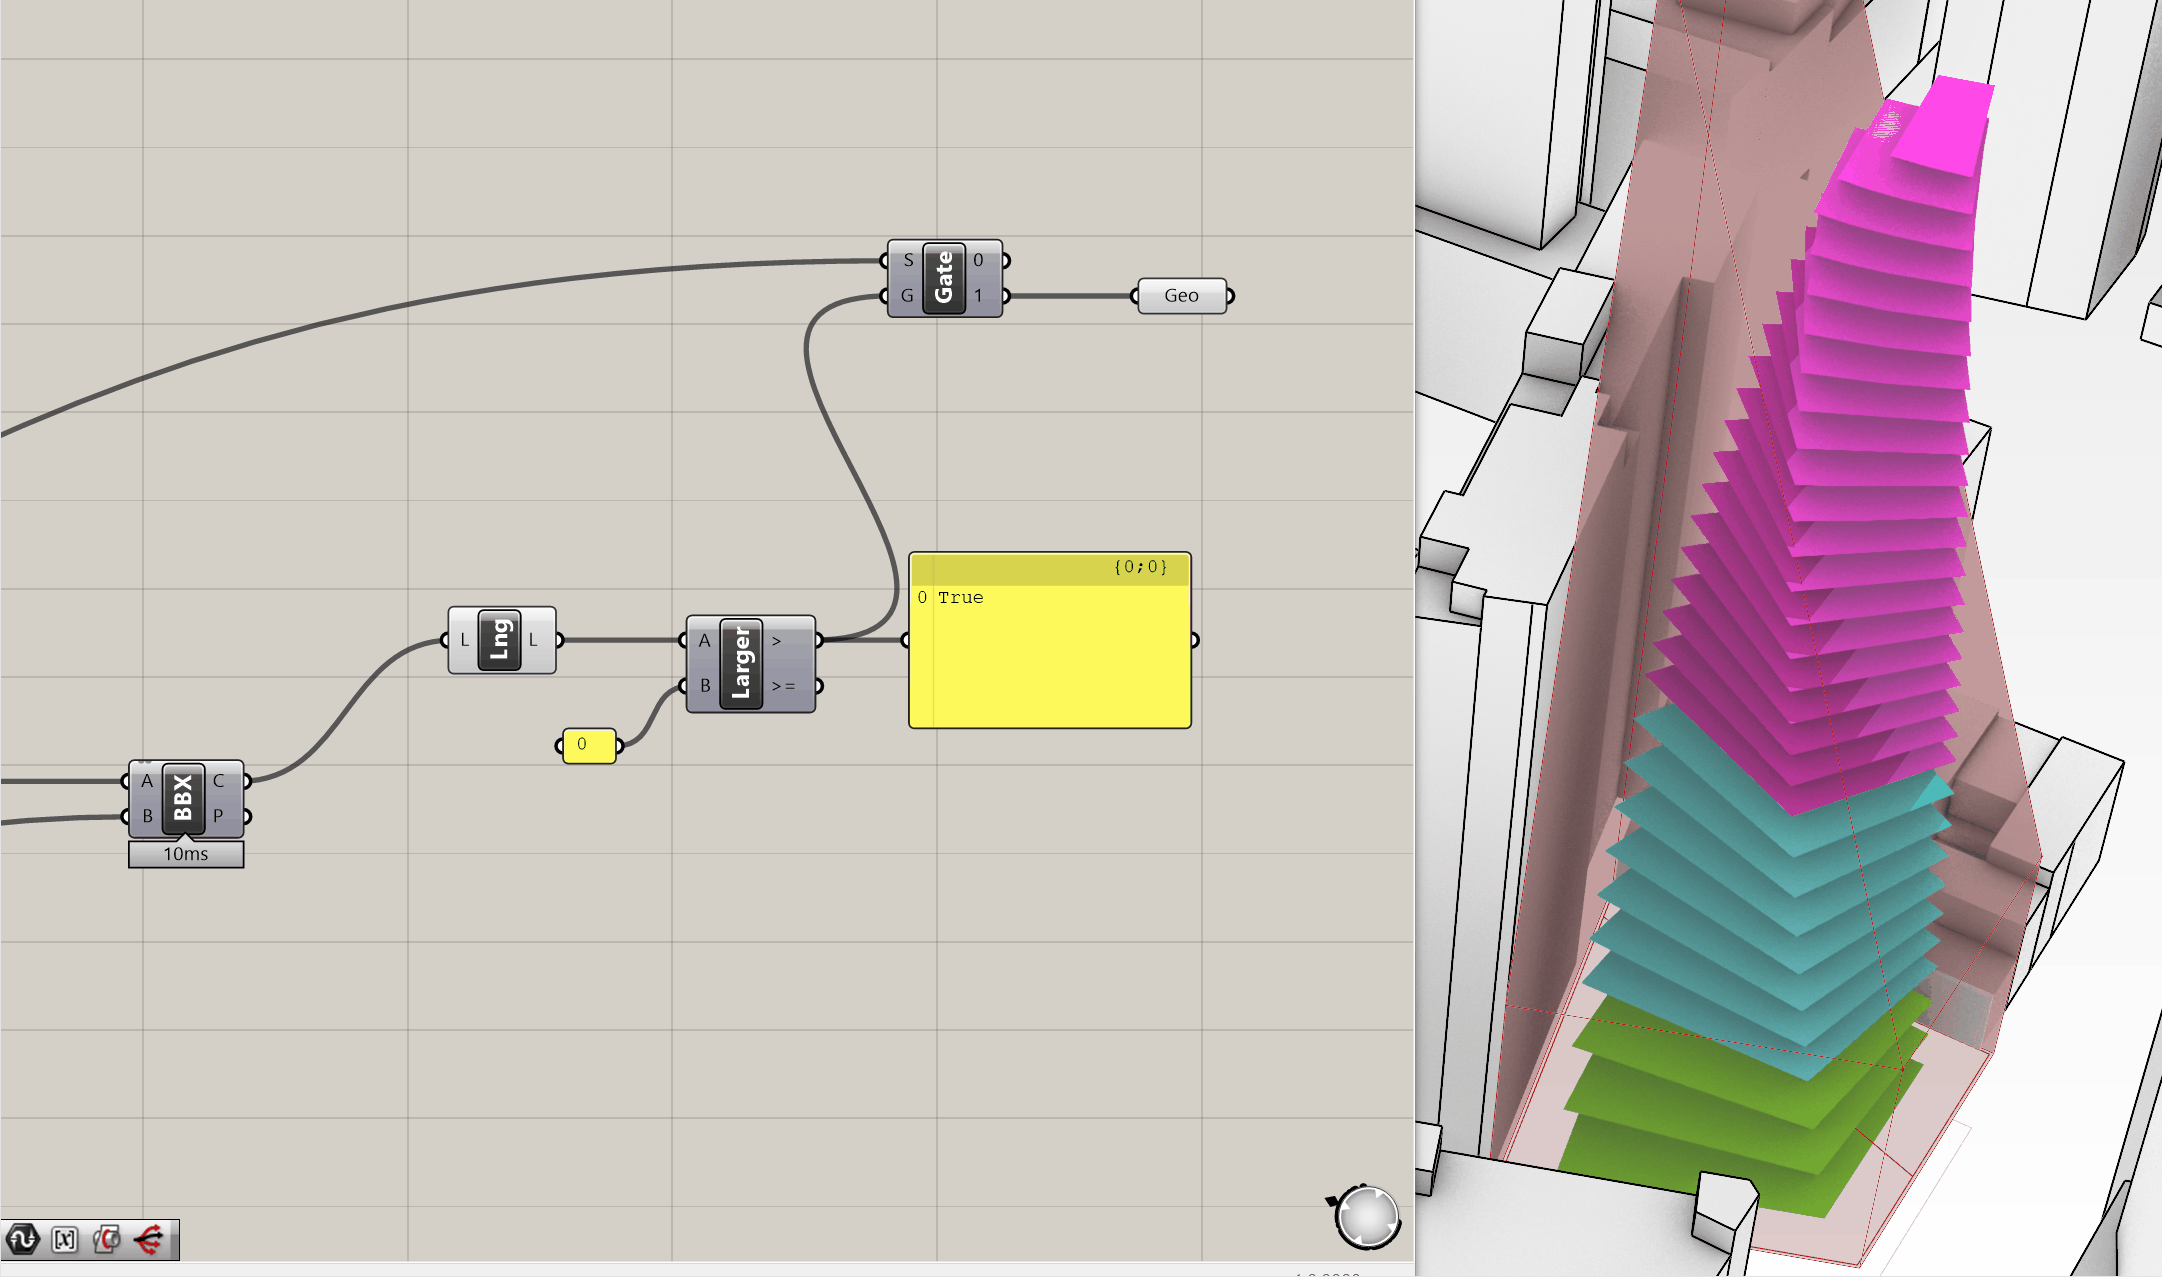 S Gate 0
G 1
Geo
{0;0}
0 True
L Lng L
A Larger >
B >=
0
A BBX C
B P
10ms